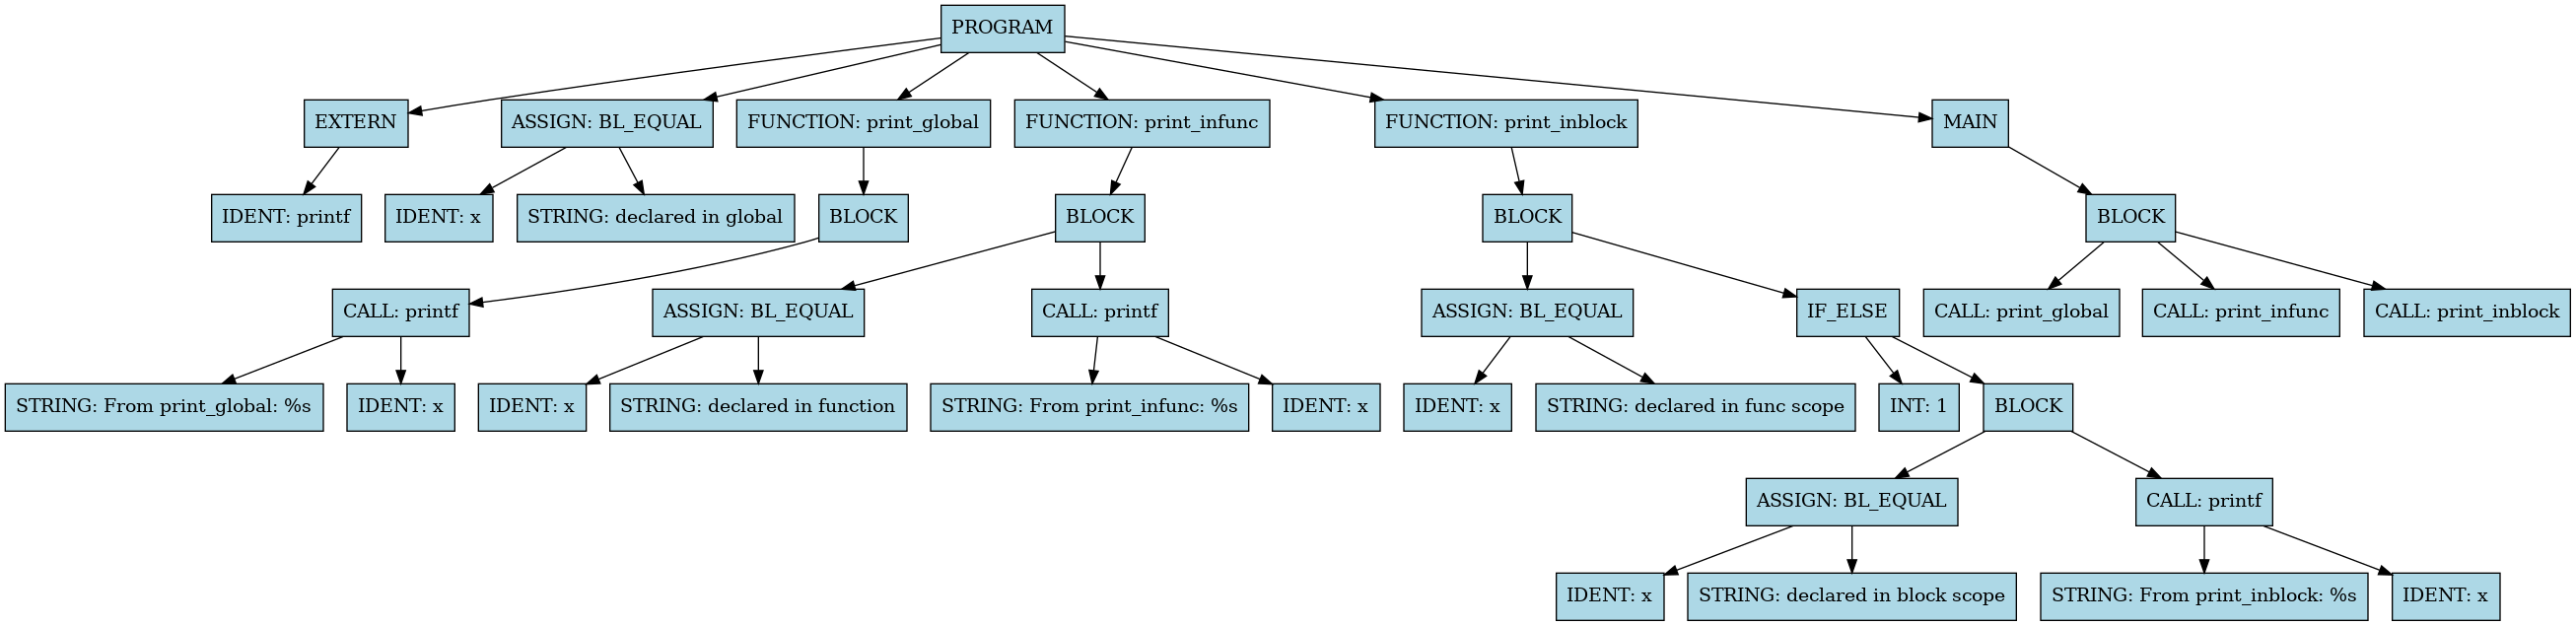 PROGRAM
EXTERN
ASSIGN: BL_EQUAL
FUNCTION: print_global
FUNCTION: print_infunc
FUNCTION: print_inblock
MAIN
IDENT: printf
IDENT: x
STRING: declared in global
BLOCK
BLOCK
BLOCK
BLOCK
CALL: printf
ASSIGN: BL_EQUAL
CALL: printf
ASSIGN: BL_EQUAL
IF_ELSE
CALL: print_global
CALL: print_infunc
CALL: print_inblock
STRING: From print_global: %s
IDENT: x
IDENT: x
STRING: declared in function
STRING: From print_infunc: %s
IDENT: x
IDENT: x
STRING: declared in func scope
INT: 1
BLOCK
ASSIGN: BL_EQUAL
CALL: printf
IDENT: x
STRING: declared in block scope
STRING: From print_inblock: %s
IDENT: x